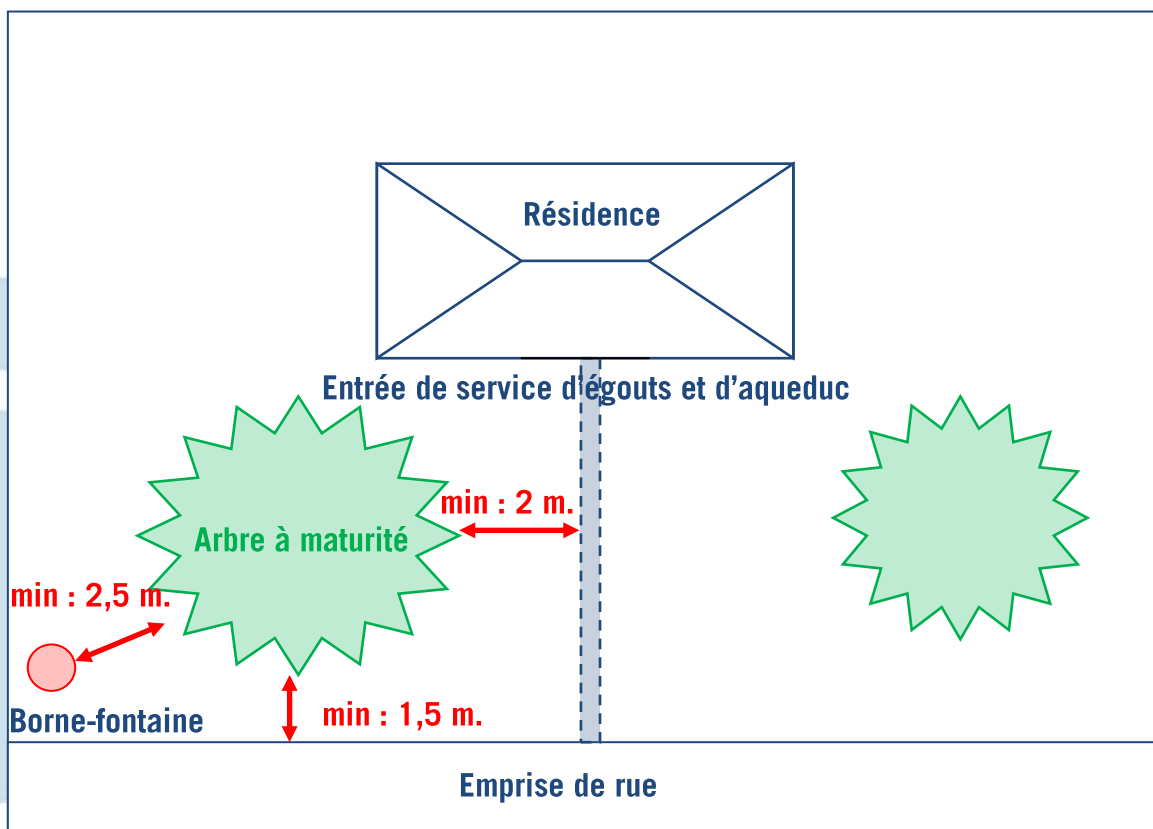 Résidence
Entrée de service d'égouts et d'aqueduc
min : 2 m.
Arbre à maturité
min : 2,5 m.
Borne-fontaine
min : 1,5 m.
Emprise de rue